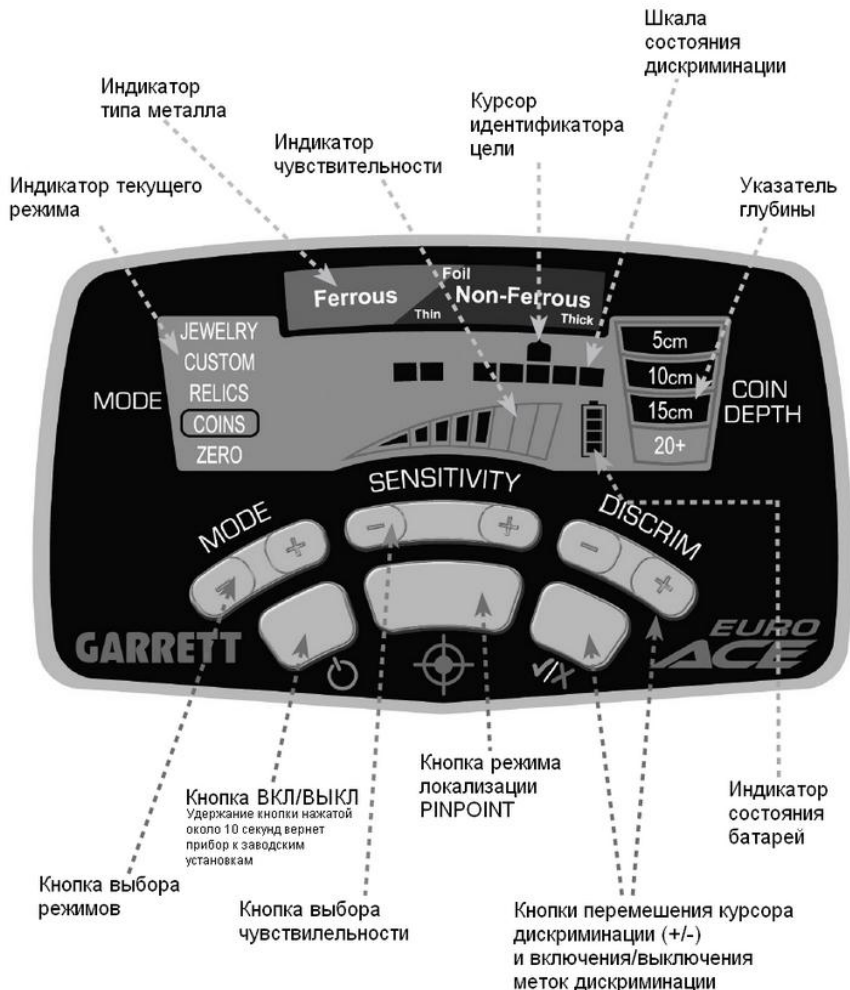 Шкала
состояния
дискриминации
Индикатор
типа металла
Курсор
идентификатора
цели
Индикатор
чувствительности
Индикатор текущего
режима
Указатель
глубины
Foil
Ferrous
Non-Ferrous
Thin
Thick
JEWELRY
CUSTOM
RELICS
COINS
ZERO
MODE
5cm
10cm
15cm
20+
COIN
DEPTH
SENSITIVITY
MODE
DISCRIM
- +
- +
- +
GARRETT
EURO
ACE
✓/X
Кнопка режима
локализации
PINPOINT
Кнопка ВКЛ/ВЫКЛ
Удержание кнопки нажатой
около 10 секунд вернет
прибор к заводским
установкам
Индикатор
состояния
батарей
Кнопка выбора
режимов
Кнопка выбора
чувствилельности
Кнопки перемешения курсора
дискриминации (+/-)
и включения/выключения
меток дискриминации